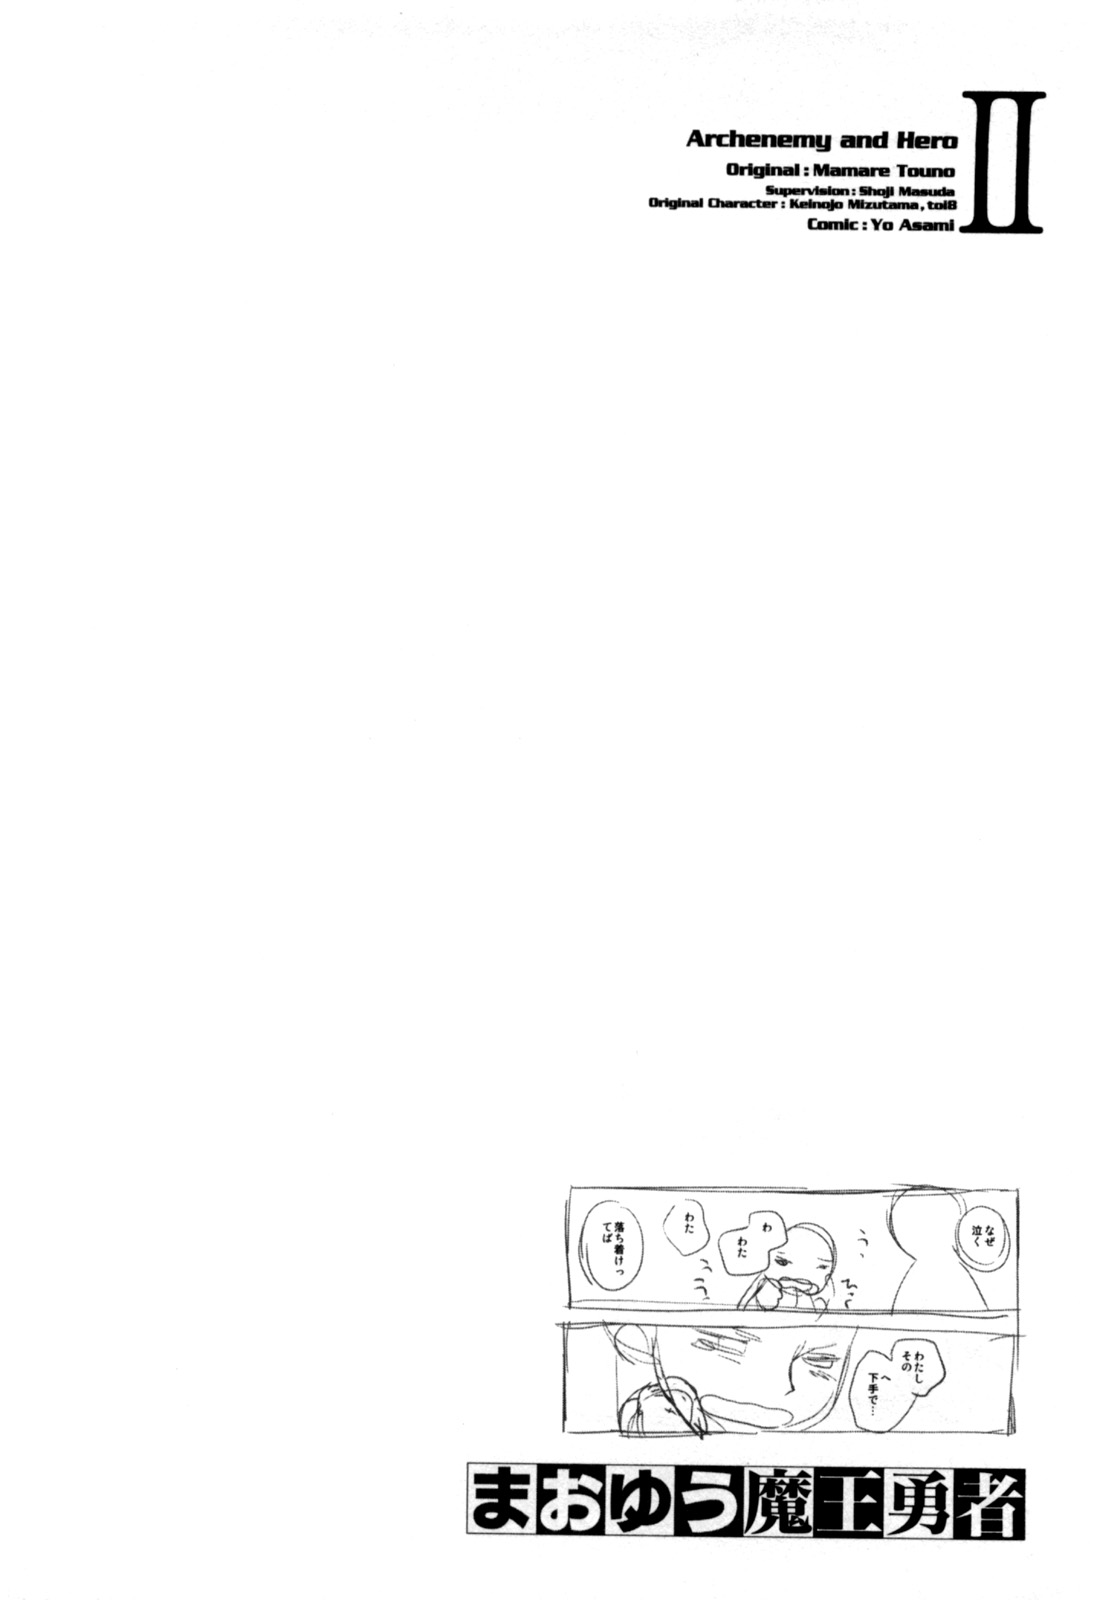 Archenemy and Hero
II
Original : Mamare Touno
Supervision : Shoji Masuda
Original Character : Keinojo Mizutama, toi8
Comic : Yo Asami
なぜ
泣く
うっ
わ
わた
ひっく
わた
落ち着けっ
てば
わたし
その
へ
下手で…
まおゆう魔王勇者